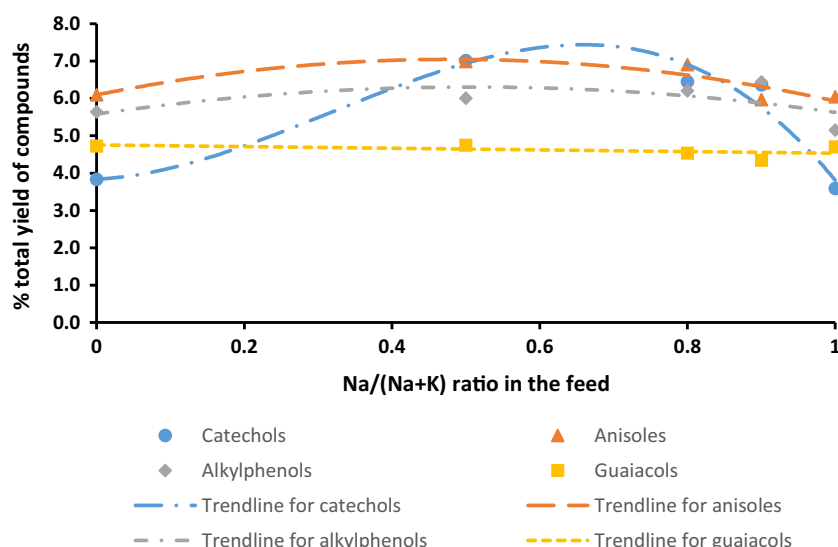 8.0
7.0
6.0
5.0
4.0
3.0
2.0
1.0
0.0
% total yield of compounds
0 0.2 0.4 0.6 0.8 1
Na/(Na+K) ratio in the feed
Catechols Anisoles
Alkylphenols Guaiacols
Trendline for catechols Trendline for anisoles
Trendline for alkylphenols Trendline for guaiacols